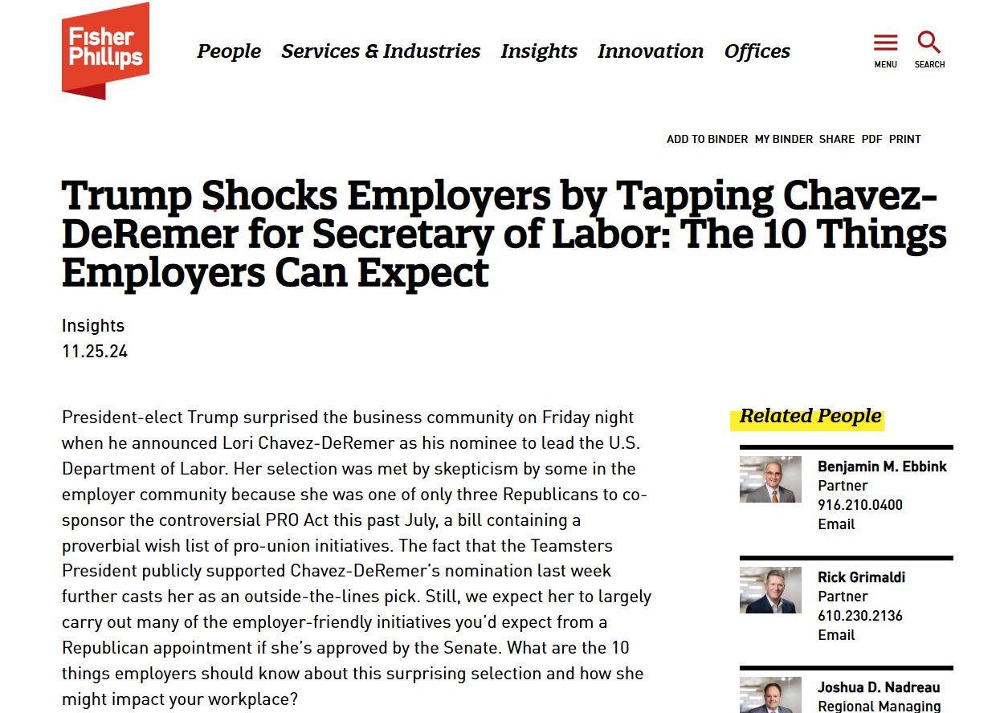 Fisher
Phillips
People Services & Industries Insights Innovation Offices
MENU SEARCH
ADD TO BINDER MY BINDER SHARE PDF PRINT
Trump Shocks Employers by Tapping Chavez-
DeRemer for Secretary of Labor: The 10 Things
Employers Can Expect
Insights
11.25.24
President-elect Trump surprised the business community on Friday night
when he announced Lori Chavez-DeRemer as his nominee to lead the U.S.
Department of Labor. Her selection was met by skepticism by some in the
employer community because she was one of only three Republicans to co-
sponsor the controversial PRO Act this past July, a bill containing a
proverbial wish list of pro-union initiatives. The fact that the Teamsters
President publicly supported Chavez-DeRemer’s nomination last week
further casts her as an outside-the-lines pick. Still, we expect her to largely
carry out many of the employer-friendly initiatives you’d expect from a
Republican appointment if she’s approved by the Senate. What are the 10
things employers should know about this surprising selection and how she
might impact your workplace?
Related People
Benjamin M. Ebbink
Partner
916.210.0400
Email
Rick Grimaldi
Partner
610.230.2136
Email
Joshua D. Nadreau
Regional Managing